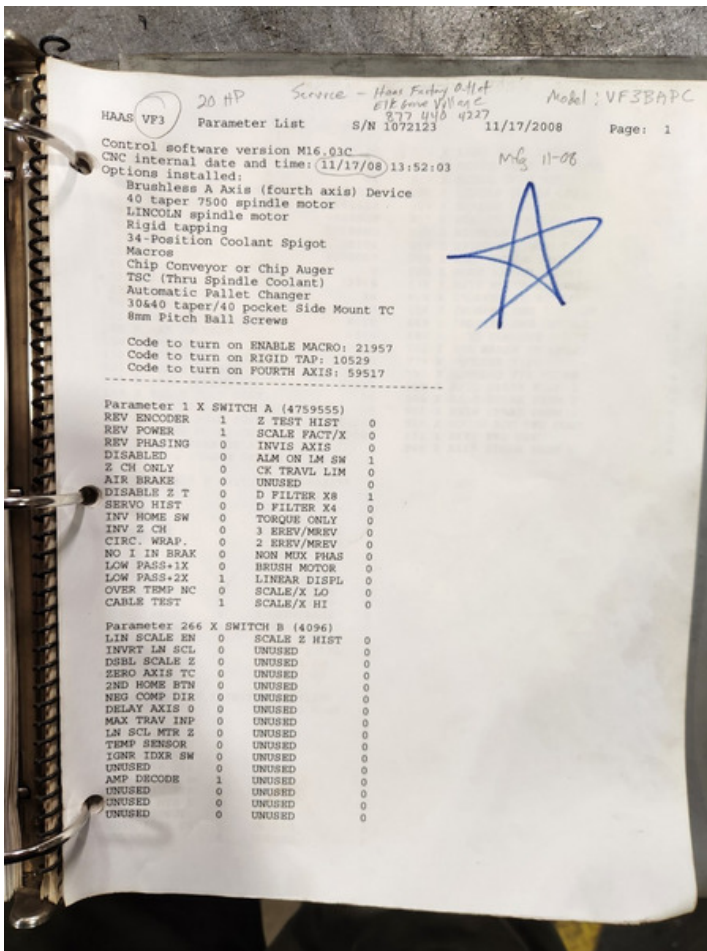 20 HP Service - Haas Factory Outlet Model: VF3BAPC
Elk Grove Village
877 440 4227
HAAS VF3 Parameter List S/N 1072123 11/17/2008 Page: 1
Control software version M16.03C
CNC internal date and time: 11/17/08 13:52:03 Mfg 11-08
Options installed:
Brushless A Axis (fourth axis) Device
40 taper 7500 spindle motor
LINCOLN spindle motor
Rigid tapping
34-Position Coolant Spigot
Macros
Chip Conveyor or Chip Auger
TSC (Thru Spindle Coolant)
Automatic Pallet Changer
30&40 taper/40 pocket Side Mount TC
8mm Pitch Ball Screws
Code to turn on ENABLE MACRO: 21957
Code to turn on RIGID TAP: 10529
Code to turn on FOURTH AXIS: 59517
--------------------------------------------------
Parameter 1 X SWITCH A (4759555)
REV ENCODER 1 Z TEST HIST 0
REV POWER 1 SCALE FACT/X 0
REV PHASING 0 INVIS AXIS 0
DISABLED 0 ALM ON LM SW 1
Z CH ONLY 0 CK TRAVL LIM 0
AIR BRAKE 0 UNUSED 0
DISABLE Z T 0 D FILTER X8 1
SERVO HIST 0 D FILTER X4 0
INV HOME SW 0 TORQUE ONLY 0
INV Z CH 0 3 EREV/MREV 0
CIRC. WRAP. 0 2 EREV/MREV 0
NO I IN BRAK 0 NON MUX PHAS 0
LOW PASS+1X 0 BRUSH MOTOR 0
LOW PASS+2X 1 LINEAR DISPL 0
OVER TEMP NC 0 SCALE/X LO 0
CABLE TEST 1 SCALE/X HI 0
Parameter 266 X SWITCH B (4096)
LIN SCALE EN 0 SCALE Z HIST 0
INVRT LN SCL 0 UNUSED 0
DSBL SCALE Z 0 UNUSED 0
ZERO AXIS TC 0 UNUSED 0
2ND HOME BTN 0 UNUSED 0
NEG COMP DIR 0 UNUSED 0
DELAY AXIS 0 0 UNUSED 0
MAX TRAV INP 0 UNUSED 0
LN SCL MTR Z 0 UNUSED 0
TEMP SENSOR 0 UNUSED 0
IGNR IDXR SW 0 UNUSED 0
UNUSED 0 UNUSED 0
AMP DECODE 1 UNUSED 0
UNUSED 0 UNUSED 0
UNUSED 0 UNUSED 0
UNUSED 0 UNUSED 0